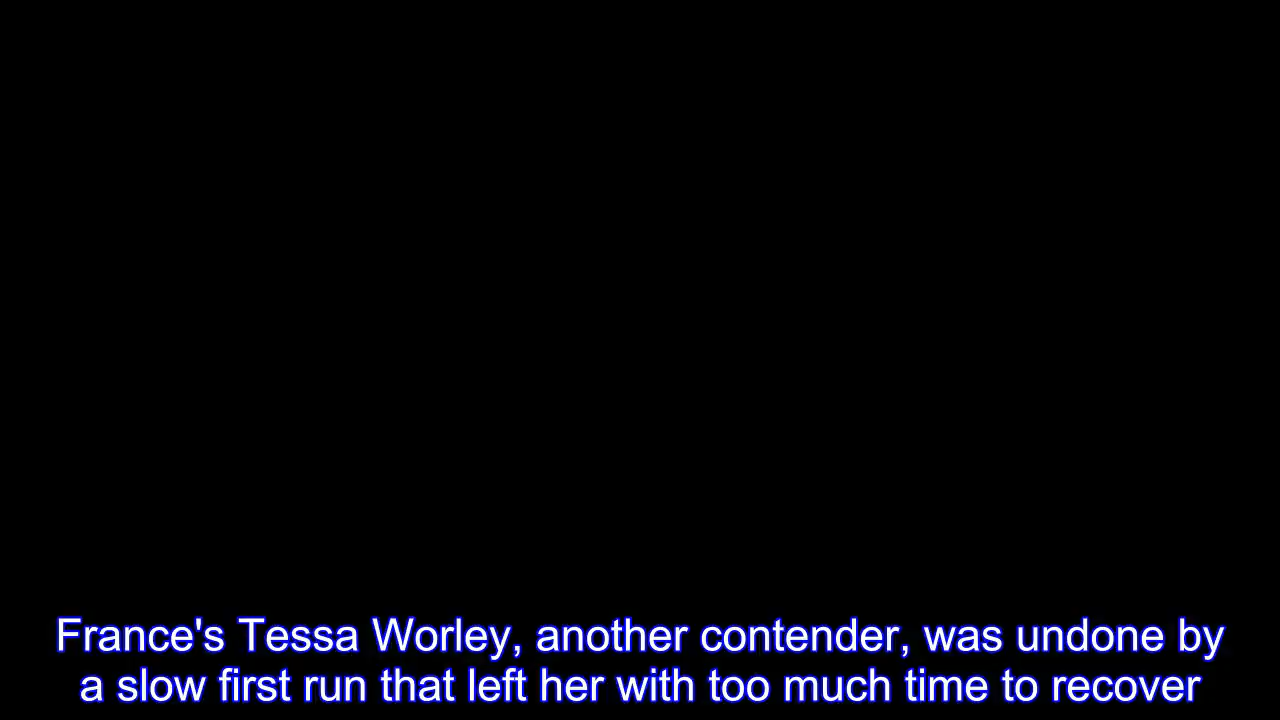 France's Tessa Worley, another contender, was undone by
a slow first run that left her with too much time to recover